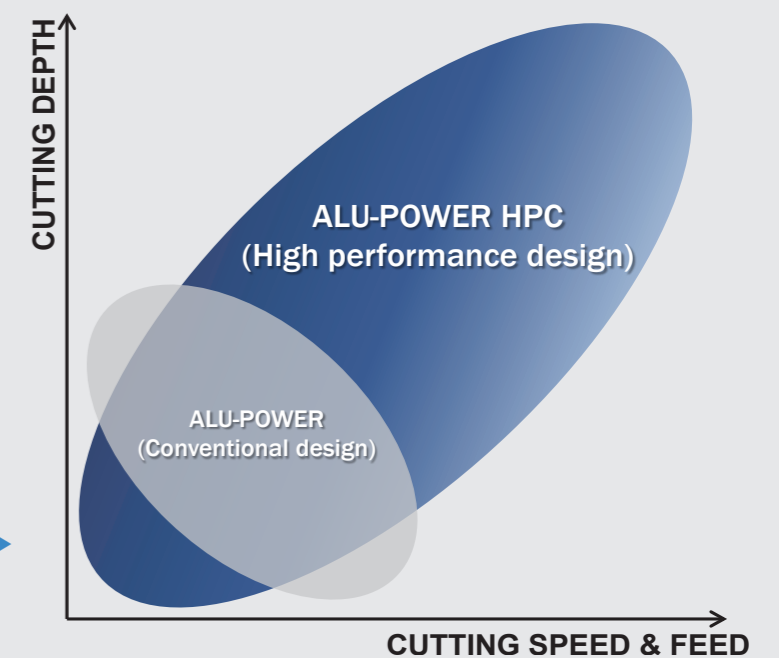 CUTTING DEPTH
ALU-POWER HPC
(High performance design)
ALU-POWER
(Conventional design)
CUTTING SPEED & FEED